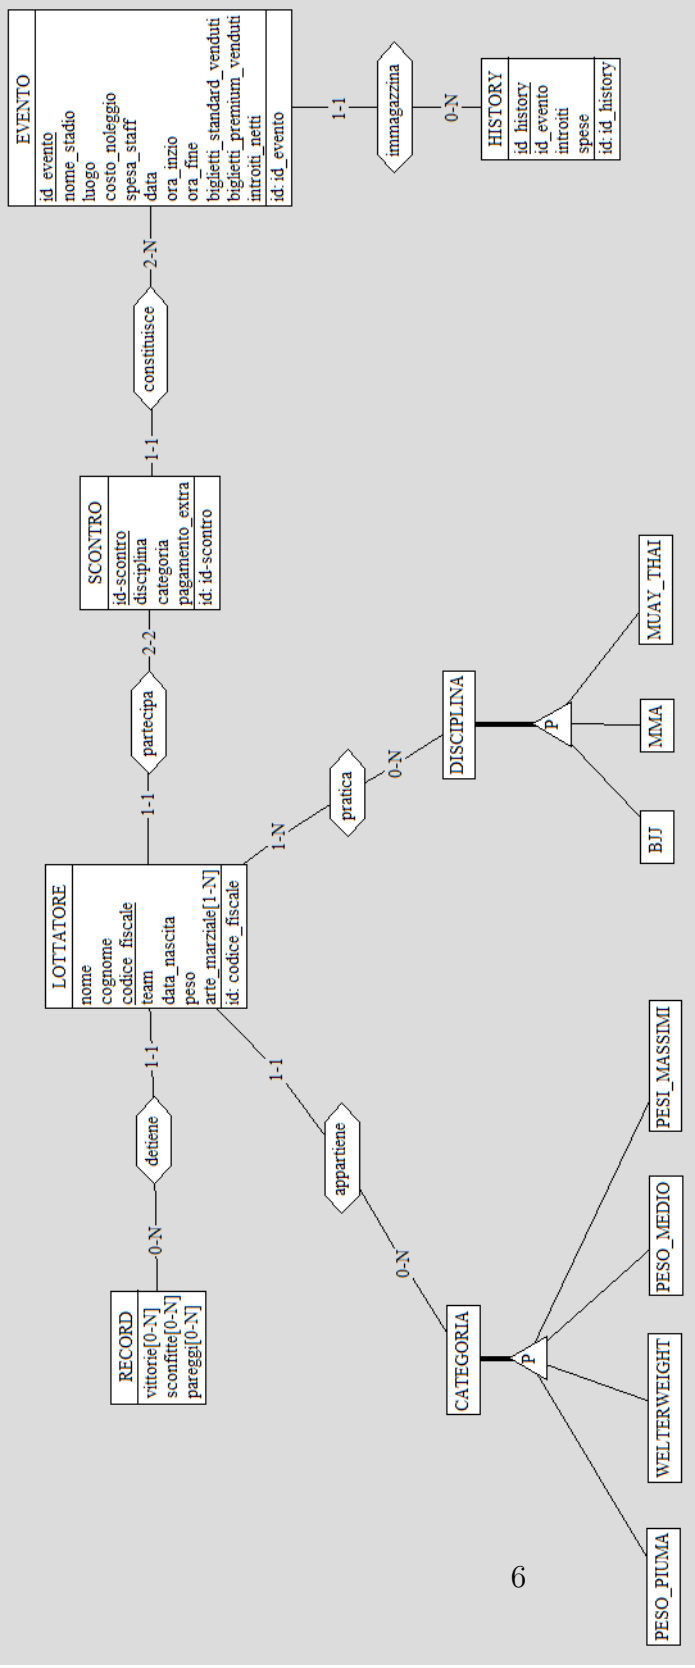 RECORD
vittorie[0-N]
sconfitte[0-N]
pareggi[0-N]
0-N
detiene
1-1
LOTTATORE
nome
cognome
codice_fiscale
team
data_nascita
peso
arte_marziale[1-N]
id: codice_fiscale
1-1
partecipa
2-2
SCONTRO
id-scontro
disciplina
categoria
pagamento_extra
id: id-scontro
1-1
constituisce
2-N
EVENTO
id_evento
nome_stadio
luogo
costo_noleggio
spesa_staff
data
ora_inzio
ora_fine
biglietti_standard_venduti
biglietti_premium_venduti
introiti_netti
id: id_evento
1-1
appartiene
0-N
CATEGORIA
P
PESO_PIUMA
WELTERWEIGHT
PESO_MEDIO
PESI_MASSIMI
1-N
pratica
0-N
DISCIPLINA
P
BJJ
MMA
MUAY_THAI
1-1
immagazzina
0-N
HISTORY
id_history
id_evento
introiti
spese
id: id_history
6